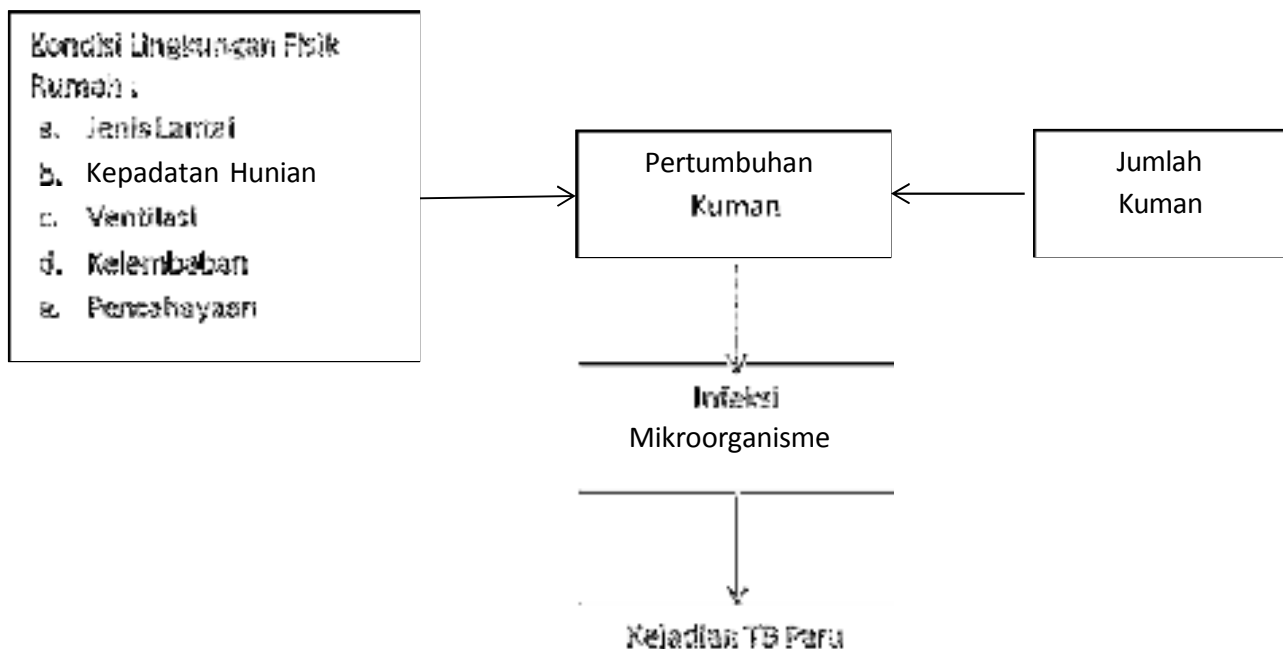 Kondisi Lingkungan Fisik
Rumah :
a. Jenis Lantai
b. Kepadatan Hunian
c. Ventilasi
d. Kelembaban
e. Pencahayaan
Pertumbuhan
Kuman
Jumlah
Kuman
Infeksi
Mikroorganisme
Kejadian TB Paru